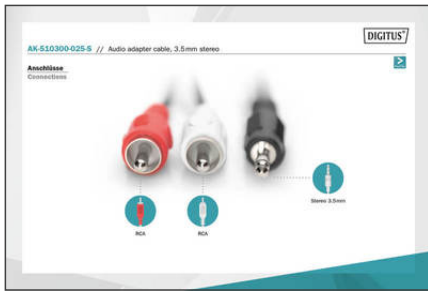 DIGITUS®
AK-510300-025-S // Audio adapter cable, 3.5mm stereo
Anschlüsse
Connections
Stereo 3.5mm
RCA
RCA